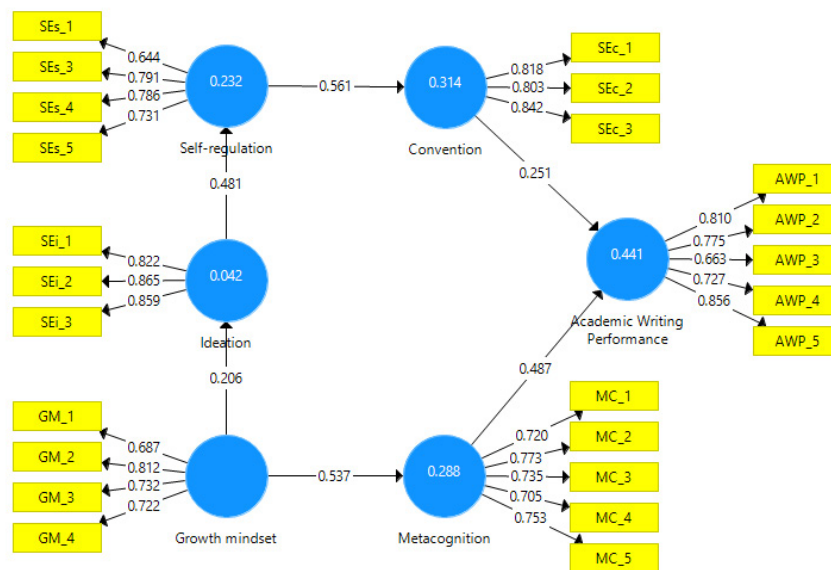 SEs_1
SEs_3
SEs_4
SEs_5
0.644
0.791
0.786
0.731
0.232
Self-regulation
0.561
0.314
Convention
0.818
0.803
0.842
SEc_1
SEc_2
SEc_3
0.481
0.251
SEi_1
SEi_2
SEi_3
0.822
0.865
0.859
0.042
Ideation
0.441
Academic Writing
Performance
0.810
0.775
0.663
0.727
0.856
AWP_1
AWP_2
AWP_3
AWP_4
AWP_5
0.206
0.487
GM_1
GM_2
GM_3
GM_4
0.687
0.812
0.732
0.722
Growth mindset
0.537
0.288
Metacognition
0.720
0.773
0.735
0.705
0.753
MC_1
MC_2
MC_3
MC_4
MC_5